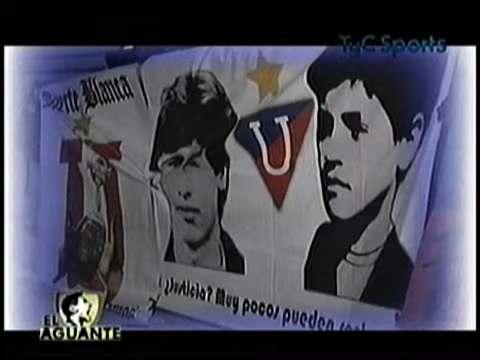 TyC Sports
Muerte Blanca
U
¿Justicia? Muy pocos pueden
EL
AGUANTE